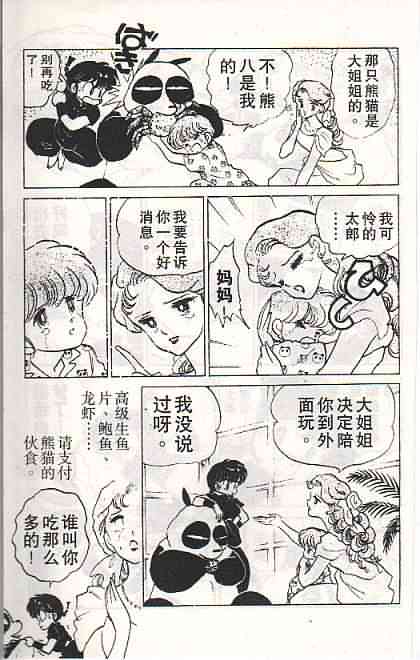 那只熊猫是
大姐姐的。
不！熊
八是我
的！
别再吃
了！
我可
怜的
太郎
……
妈妈
我要告诉
你一个好
消息。
大姐姐
决定陪
你到外
面玩。
我没说
过呀。
高级生鱼
片、鲍鱼、
龙虾……
请支付
熊猫的
伙食。
谁叫你
吃那么
多的！